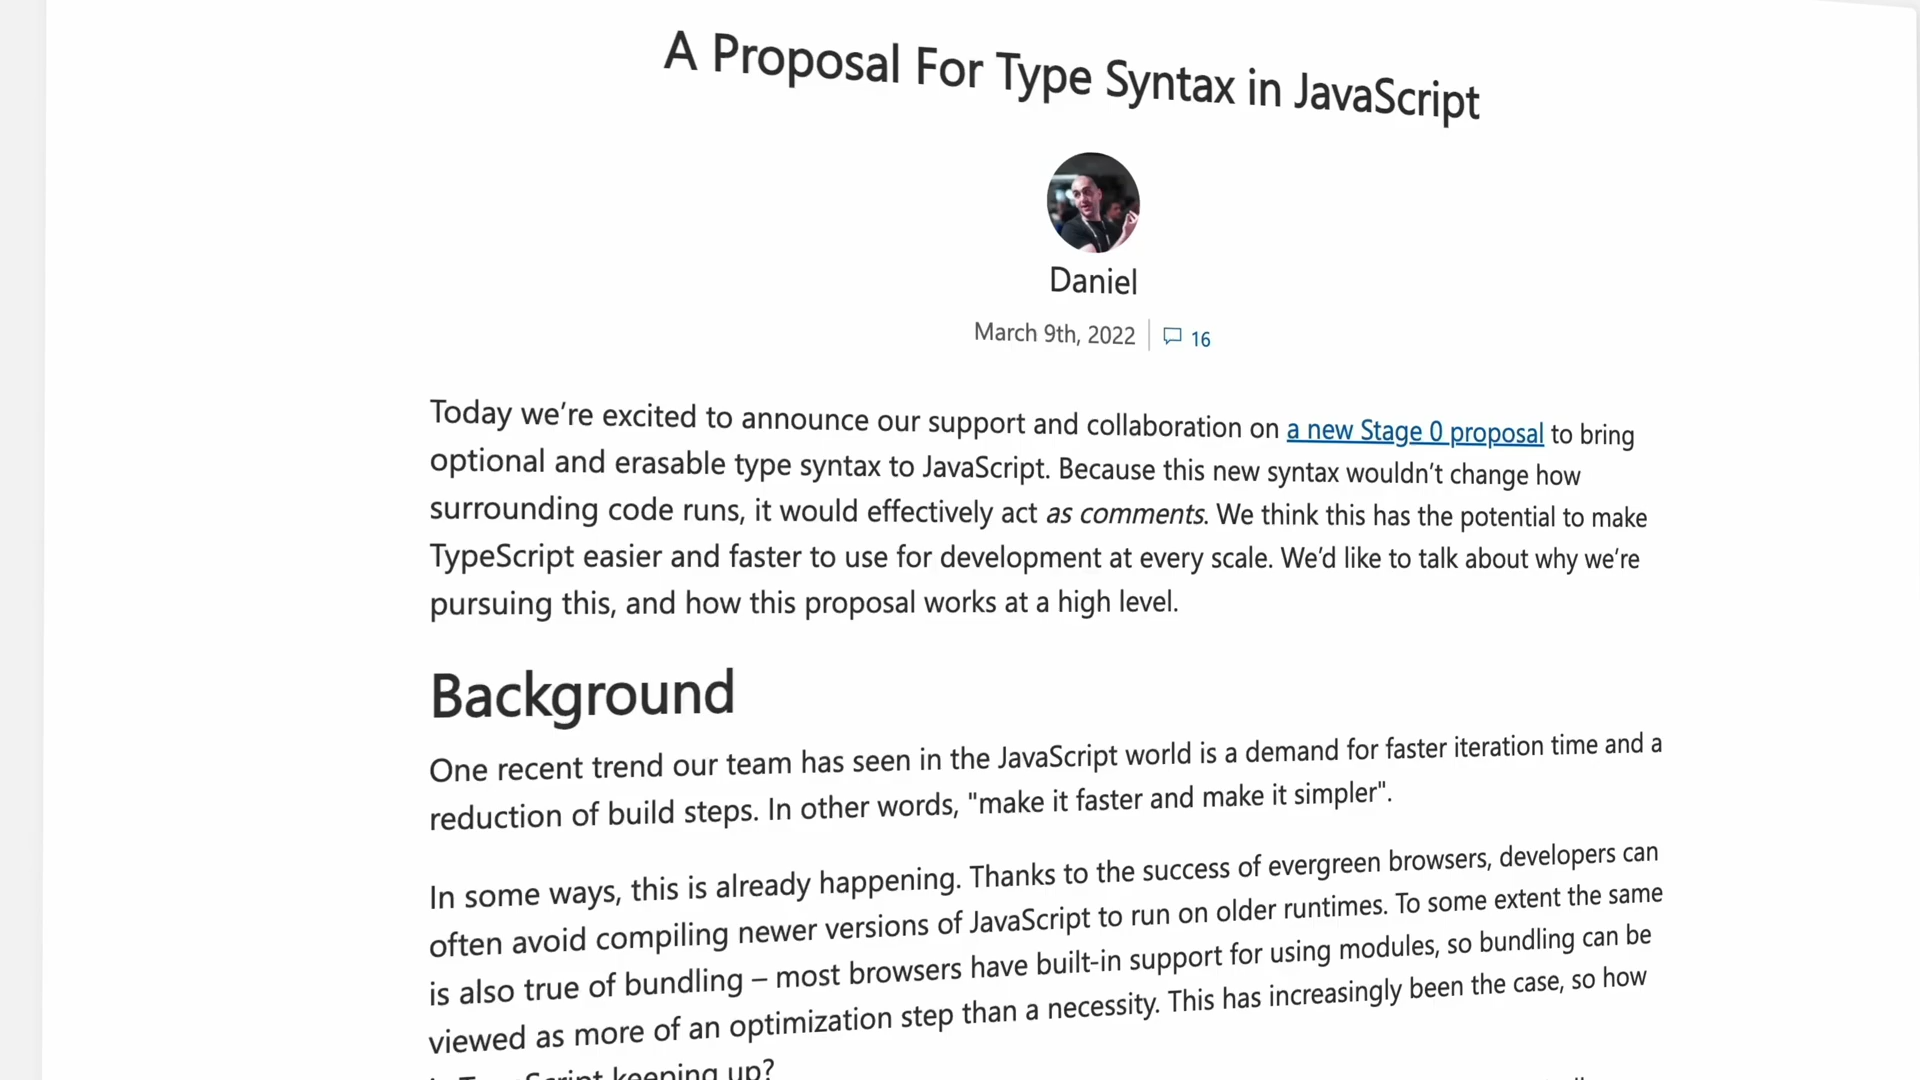 A Proposal For Type Syntax in JavaScript
Daniel
March 9th, 2022
16
Today we’re excited to announce our support and collaboration on a new Stage 0 proposal to bring
optional and erasable type syntax to JavaScript. Because this new syntax wouldn’t change how
surrounding code runs, it would effectively act as comments. We think this has the potential to make
TypeScript easier and faster to use for development at every scale. We’d like to talk about why we’re
pursuing this, and how this proposal works at a high level.
Background
One recent trend our team has seen in the JavaScript world is a demand for faster iteration time and a
reduction of build steps. In other words, "make it faster and make it simpler".
In some ways, this is already happening. Thanks to the success of evergreen browsers, developers can
often avoid compiling newer versions of JavaScript to run on older runtimes. To some extent the same
is also true of bundling – most browsers have built-in support for using modules, so bundling can be
viewed as more of an optimization step than a necessity. This has increasingly been the case, so how
is TypeScript keeping up?